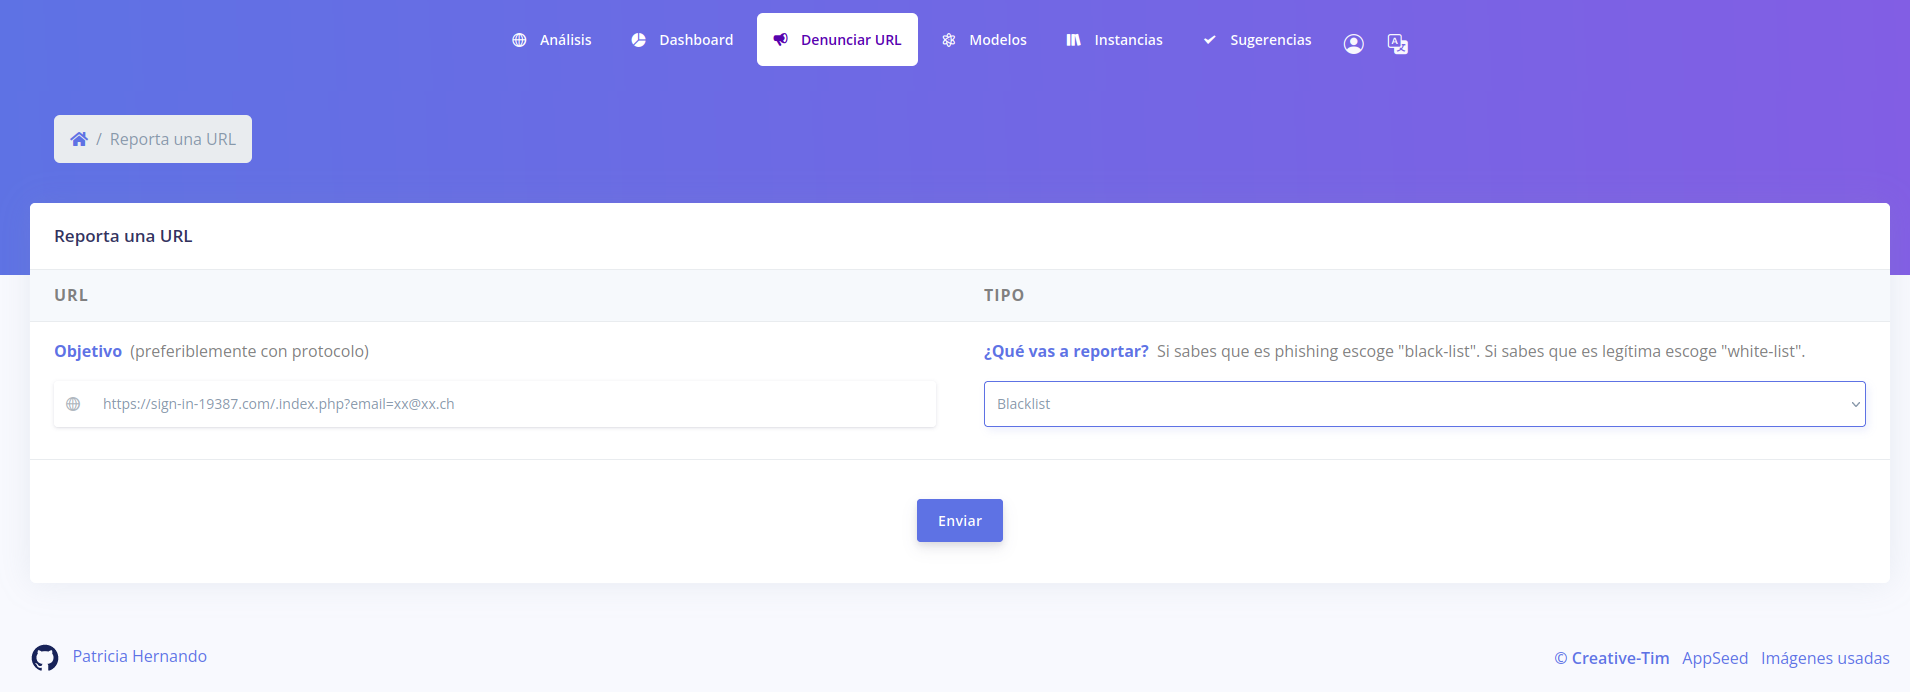 Análisis Dashboard Denunciar URL Modelos Instancias Sugerencias
/ Reporta una URL
Reporta una URL
URL TIPO
Objetivo (preferiblemente con protocolo) ¿Qué vas a reportar? Si sabes que es phishing escoge "black-list". Si sabes que es legítima escoge "white-list".
https://sign-in-19387.com/.index.php?email=xx@xx.ch Blacklist
Enviar
Patricia Hernando © Creative-Tim AppSeed Imágenes usadas